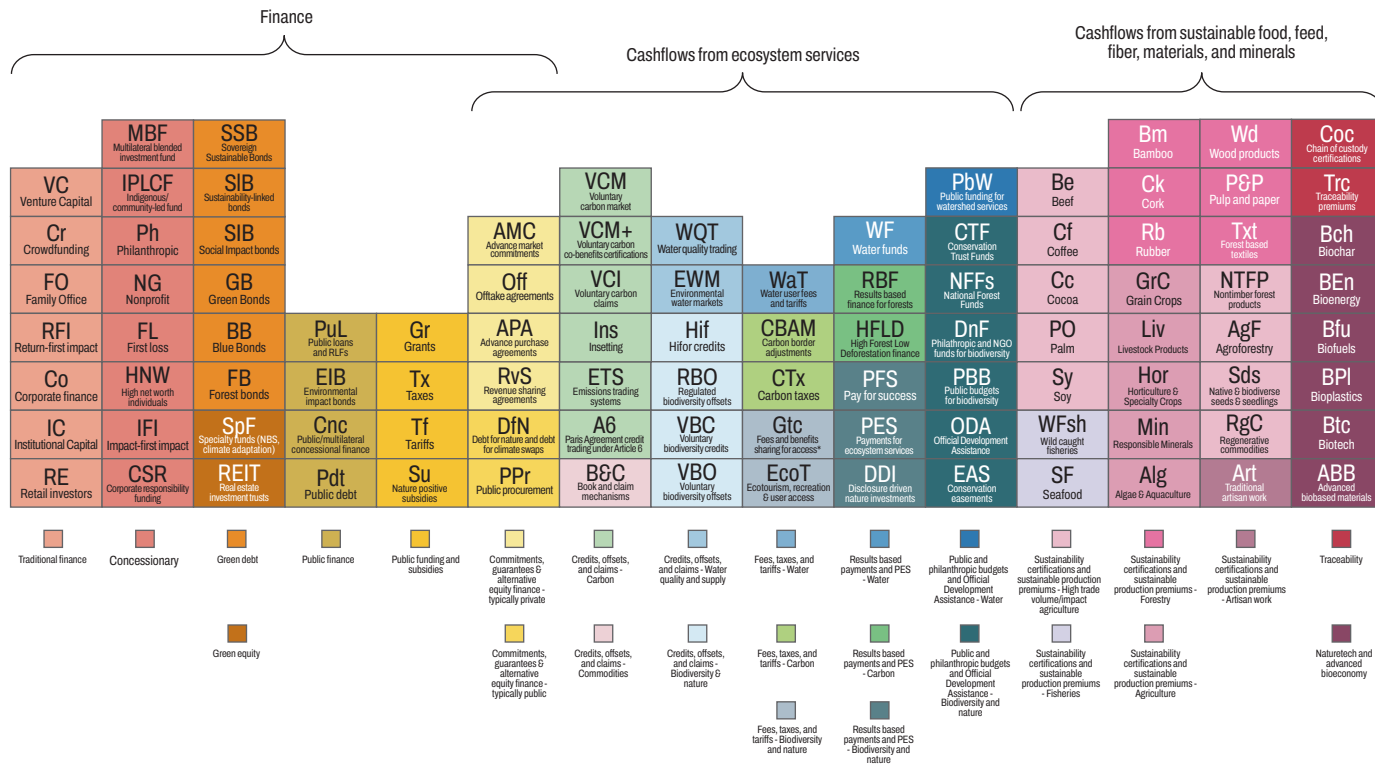 Finance
Cashflows from ecosystem services
Cashflows from sustainable food, feed,
fiber, materials, and minerals
VC
Venture Capital
Cr
Crowdfunding
FO
Family Office
RFI
Return-first impact
Co
Corporate finance
IC
Institutional Capital
RE
Retail investors
MBF
Multilateral blended
investment fund
IPLCF
Indigenous/
community-led fund
Ph
Philanthropic
NG
Nonprofit
FL
First loss
HNW
High net worth
individuals
IFI
Impact-first impact
CSR
Corporate responsibility
funding
SSB
Sovereign
Sustainable Bonds
SlB
Sustainability-linked
bonds
SIB
Social Impact bonds
GB
Green Bonds
BB
Blue Bonds
FB
Forest bonds
SpF
Specialty funds (NBS,
climate adaptation)
REIT
Real estate
investment trusts
PuL
Public loans
and RLFs
EIB
Environmental
impact bonds
Cnc
Public/multilateral
concessional finance
Pdt
Public debt
Gr
Grants
Tx
Taxes
Tf
Tariffs
Su
Nature positive
subsidies
AMC
Advance market
commitments
Off
Offtake agreements
APA
Advance purchase
agreements
RvS
Revenue sharing
agreements
DfN
Debt for nature and debt
for climate swaps
PPr
Public procurement
VCM
Voluntary
carbon market
VCM+
Voluntary carbon
co-benefits certifications
VCI
Voluntary carbon
claims
Ins
Insetting
ETS
Emissions trading
systems
A6
Paris Agreement credit
trading under Article 6
B&C
Book and claim
mechanisms
WQT
Water quality trading
EWM
Environmental
water markets
Hif
Hifor credits
RBO
Regulated
biodiversity offsets
VBC
Voluntary
biodiversity credits
VBO
Voluntary
biodiversity offsets
WaT
Water user fees
and tariffs
CBAM
Carbon border
adjustments
CTx
Carbon taxes
Gtc
Fees and benefits
sharing for access*
EcoT
Ecotourism, recreation
& user access
WF
Water funds
RBF
Results based
finance for forests
HFLD
High Forest Low
Deforestation finance
PFS
Pay for success
PES
Payments for
ecosystem services
DDI
Disclosure driven
nature investments
PbW
Public funding for
watershed services
CTF
Conservation
Trust Funds
NFFs
National Forest
Funds
DnF
Philanthropic and NGO
funds for biodiversity
PBB
Public budgets
for biodiversity
ODA
Official Development
Assistance
EAS
Conservation
easements
Be
Beef
Cf
Coffee
Cc
Cocoa
PO
Palm
Sy
Soy
WFsh
Wild caught
fisheries
SF
Seafood
Bm
Bamboo
Ck
Cork
Rb
Rubber
GrC
Grain Crops
Liv
Livestock Products
Hor
Horticulture &
Specialty Crops
Min
Responsible Minerals
Alg
Algae & Aquaculture
Wd
Wood products
P&P
Pulp and paper
Txt
Forest based
textiles
NTFP
Nontimber forest
products
AgF
Agroforestry
Sds
Native & biodiverse
seeds & seedlings
RgC
Regenerative
commodities
Art
Traditional
artisan work
Coc
Chain of custody
certifications
Trc
Traceability
premiums
Bch
Biochar
BEn
Bioenergy
Bfu
Biofuels
BPl
Bioplastics
Btc
Biotech
ABB
Advanced
biobased materials
Traditional finance
Concessionary
Green debt
Public finance
Public funding and
subsidies
Commitments,
guarantees &
alternative
equity finance -
typically private
Credits, offsets,
and claims -
Carbon
Credits, offsets,
and claims - Water
quality and supply
Fees, taxes, and
tariffs - Water
Results based
payments and PES
- Water
Public and
philanthropic budgets
and Official
Development
Assistance - Water
Sustainability
certifications and
sustainable production
premiums - High trade
volume/impact
agriculture
Sustainability
certifications and
sustainable
production premiums -
Forestry
Sustainability
certifications and
sustainable
production premiums
- Artisan work
Traceability
Green equity
Commitments,
guarantees &
alternative
equity finance -
typically public
Credits, offsets,
and claims -
Commodities
Credits, offsets,
and claims -
Biodiversity &
nature
Fees, taxes, and
tariffs - Carbon
Results based
payments and PES
- Carbon
Public and
philanthropic budgets
and Official
Development
Assistance -
Biodiversity and
nature
Sustainability
certifications and
sustainable
production premiums
- Fisheries
Sustainability
certifications and
sustainable
production premiums -
Agriculture
Naturetech and
advanced
bioeconomy
Fees, taxes, and
tariffs - Biodiversity
and nature
Results based
payments and PES
- Biodiversity and
nature